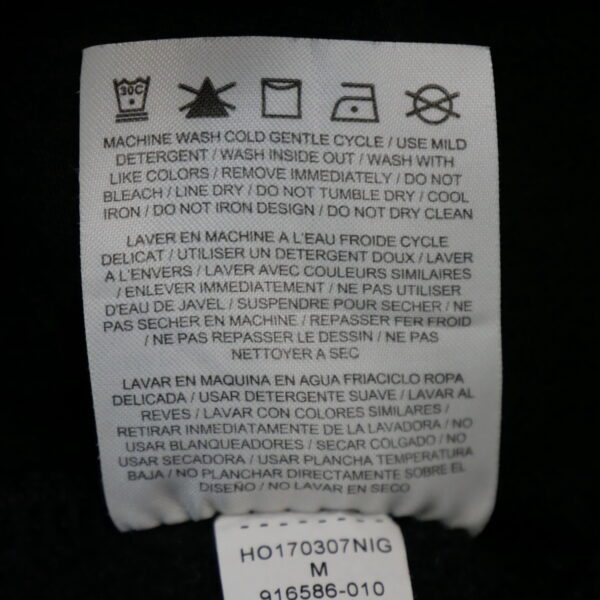 30C
MACHINE WASH COLD GENTLE CYCLE / USE MILD
DETERGENT / WASH INSIDE OUT / WASH WITH
LIKE COLORS / REMOVE IMMEDIATELY / DO NOT
BLEACH / LINE DRY / DO NOT TUMBLE DRY / COOL
IRON / DO NOT IRON DESIGN / DO NOT DRY CLEAN
LAVER EN MACHINE A L'EAU FROIDE CYCLE
DELICAT / UTILISER UN DETERGENT DOUX / LAVER
A L'ENVERS / LAVER AVEC COULEURS SIMILAIRES
/ ENLEVER IMMEDIATEMENT / NE PAS UTILISER
D'EAU DE JAVEL / SUSPENDRE POUR SECHER / NE
PAS SECHER EN MACHINE / REPASSER FER FROID
/ NE PAS REPASSER LE DESSIN / NE PAS
NETTOYER A SEC
LAVAR EN MAQUINA EN AGUA FRIACICLO ROPA
DELICADA / USAR DETERGENTE SUAVE / LAVAR AL
REVES / LAVAR CON COLORES SIMILARES /
RETIRAR INMEDIATAMENTE DE LA LAVADORA / NO
USAR BLANQUEADORES / SECAR COLGADO / NO
USAR SECADORA / USAR PLANCHA TEMPERATURA
BAJA / NO PLANCHAR DIRECTAMENTE SOBRE EL
DISEÑO / NO LAVAR EN SECO
HO170307NIG
M
916586-010